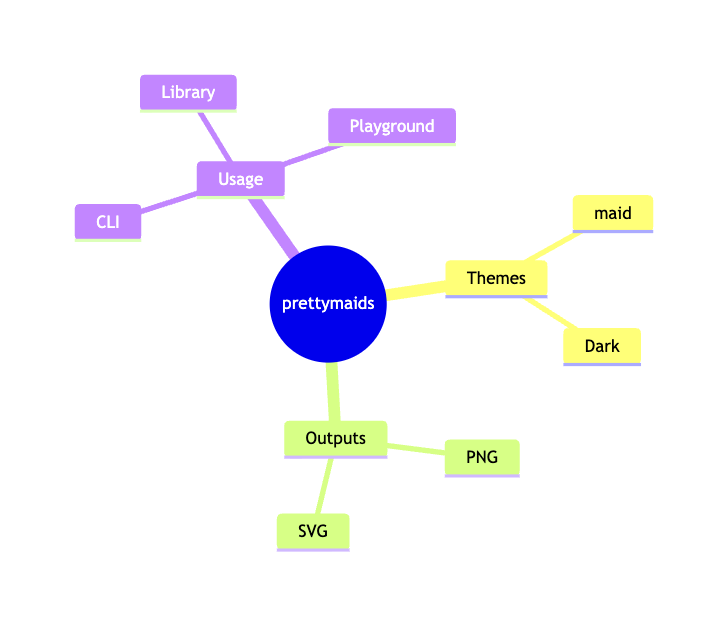 Library
Playground
Usage
CLI
maid
Themes
prettymaids
Dark
Outputs
PNG
SVG